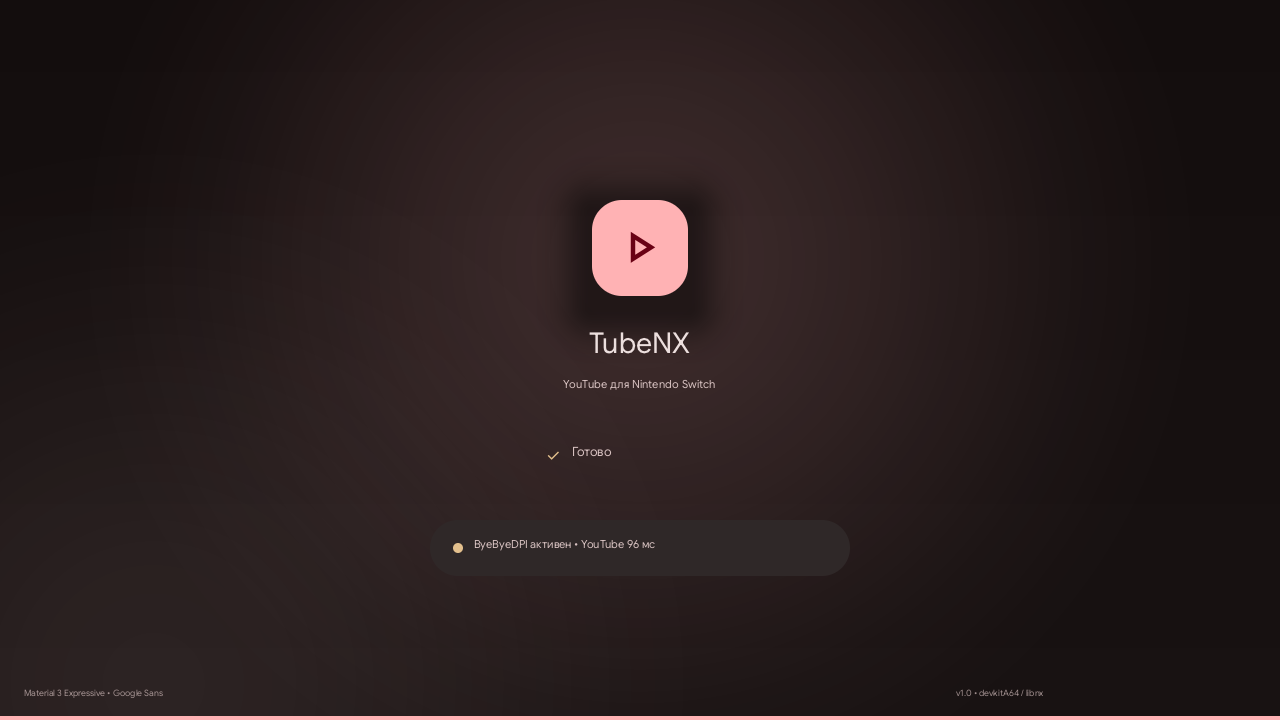 TubeNX
YouTube для Nintendo Switch
Готово
ByeByeDPI активен • YouTube 96 мс
Material 3 Expressive • Google Sans
v1.0 • devkitA64 / libnx